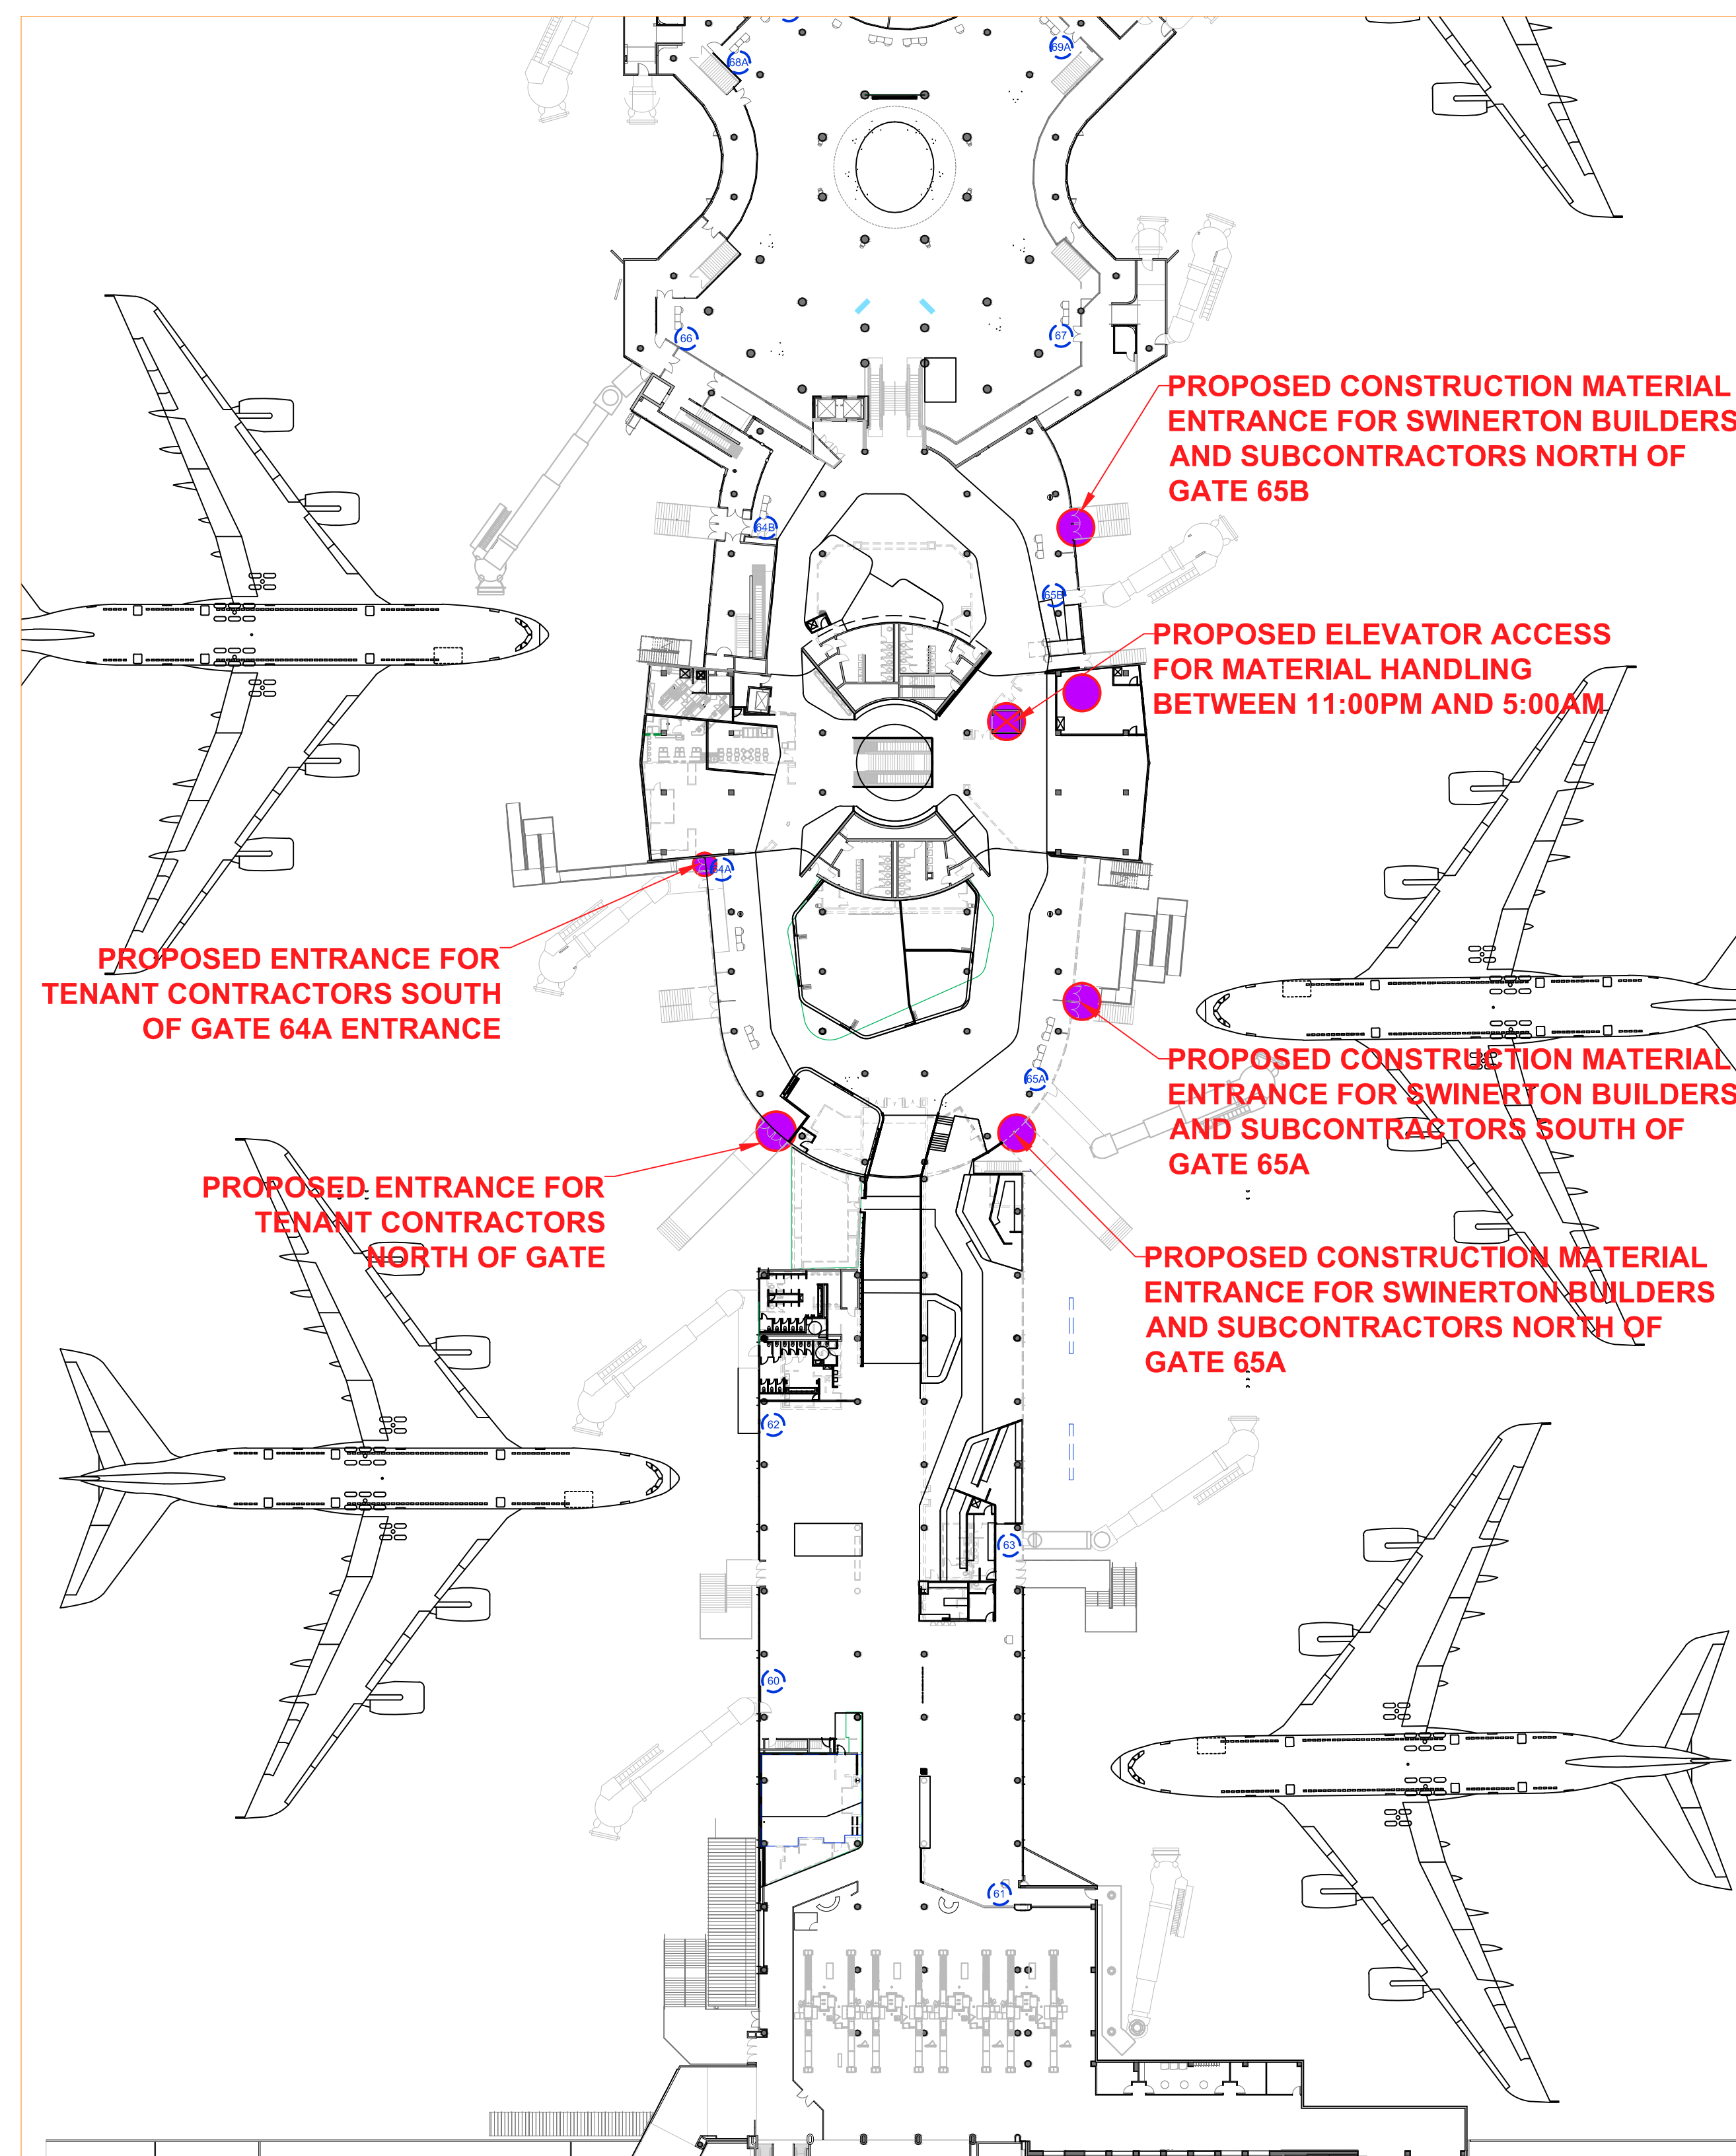 68A
69A
66
67
PROPOSED CONSTRUCTION MATERIAL
ENTRANCE FOR SWINERTON BUILDERS
AND SUBCONTRACTORS NORTH OF
GATE 65B
64B
65B
PROPOSED ELEVATOR ACCESS
FOR MATERIAL HANDLING
BETWEEN 11:00PM AND 5:00AM
64A
PROPOSED ENTRANCE FOR
TENANT CONTRACTORS SOUTH
OF GATE 64A ENTRANCE
65A
PROPOSED CONSTRUCTION MATERIAL
ENTRANCE FOR SWINERTON BUILDERS
AND SUBCONTRACTORS SOUTH OF
GATE 65A
PROPOSED ENTRANCE FOR
TENANT CONTRACTORS
NORTH OF GATE
PROPOSED CONSTRUCTION MATERIAL
ENTRANCE FOR SWINERTON BUILDERS
AND SUBCONTRACTORS NORTH OF
GATE 65A
62
63
60
61